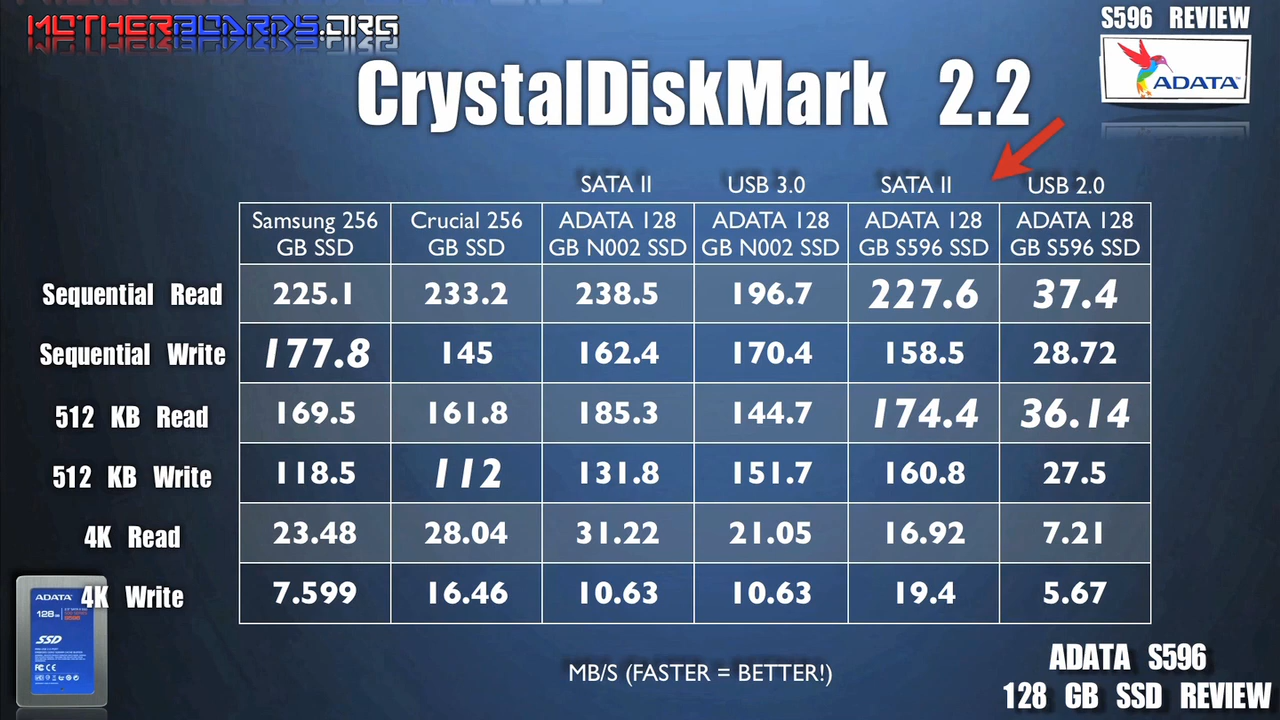 MOTHERBOARDS.ORG
S596 REVIEW
ADATA
CrystalDiskMark 2.2
SATA II USB 3.0 SATA II USB 2.0
Samsung 256 GB SSD Crucial 256 GB SSD ADATA 128 GB N002 SSD ADATA 128 GB N002 SSD ADATA 128 GB S596 SSD ADATA 128 GB S596 SSD
Sequential Read 225.1 233.2 238.5 196.7 227.6 37.4
Sequential Write 177.8 145 162.4 170.4 158.5 28.72
512 KB Read 169.5 161.8 185.3 144.7 174.4 36.14
512 KB Write 118.5 112 131.8 151.7 160.8 27.5
4K Read 23.48 28.04 31.22 21.05 16.92 7.21
4K Write 7.599 16.46 10.63 10.63 19.4 5.67
ADATA
128
SSD
MB/S (FASTER = BETTER!)
ADATA S596
128 GB SSD REVIEW